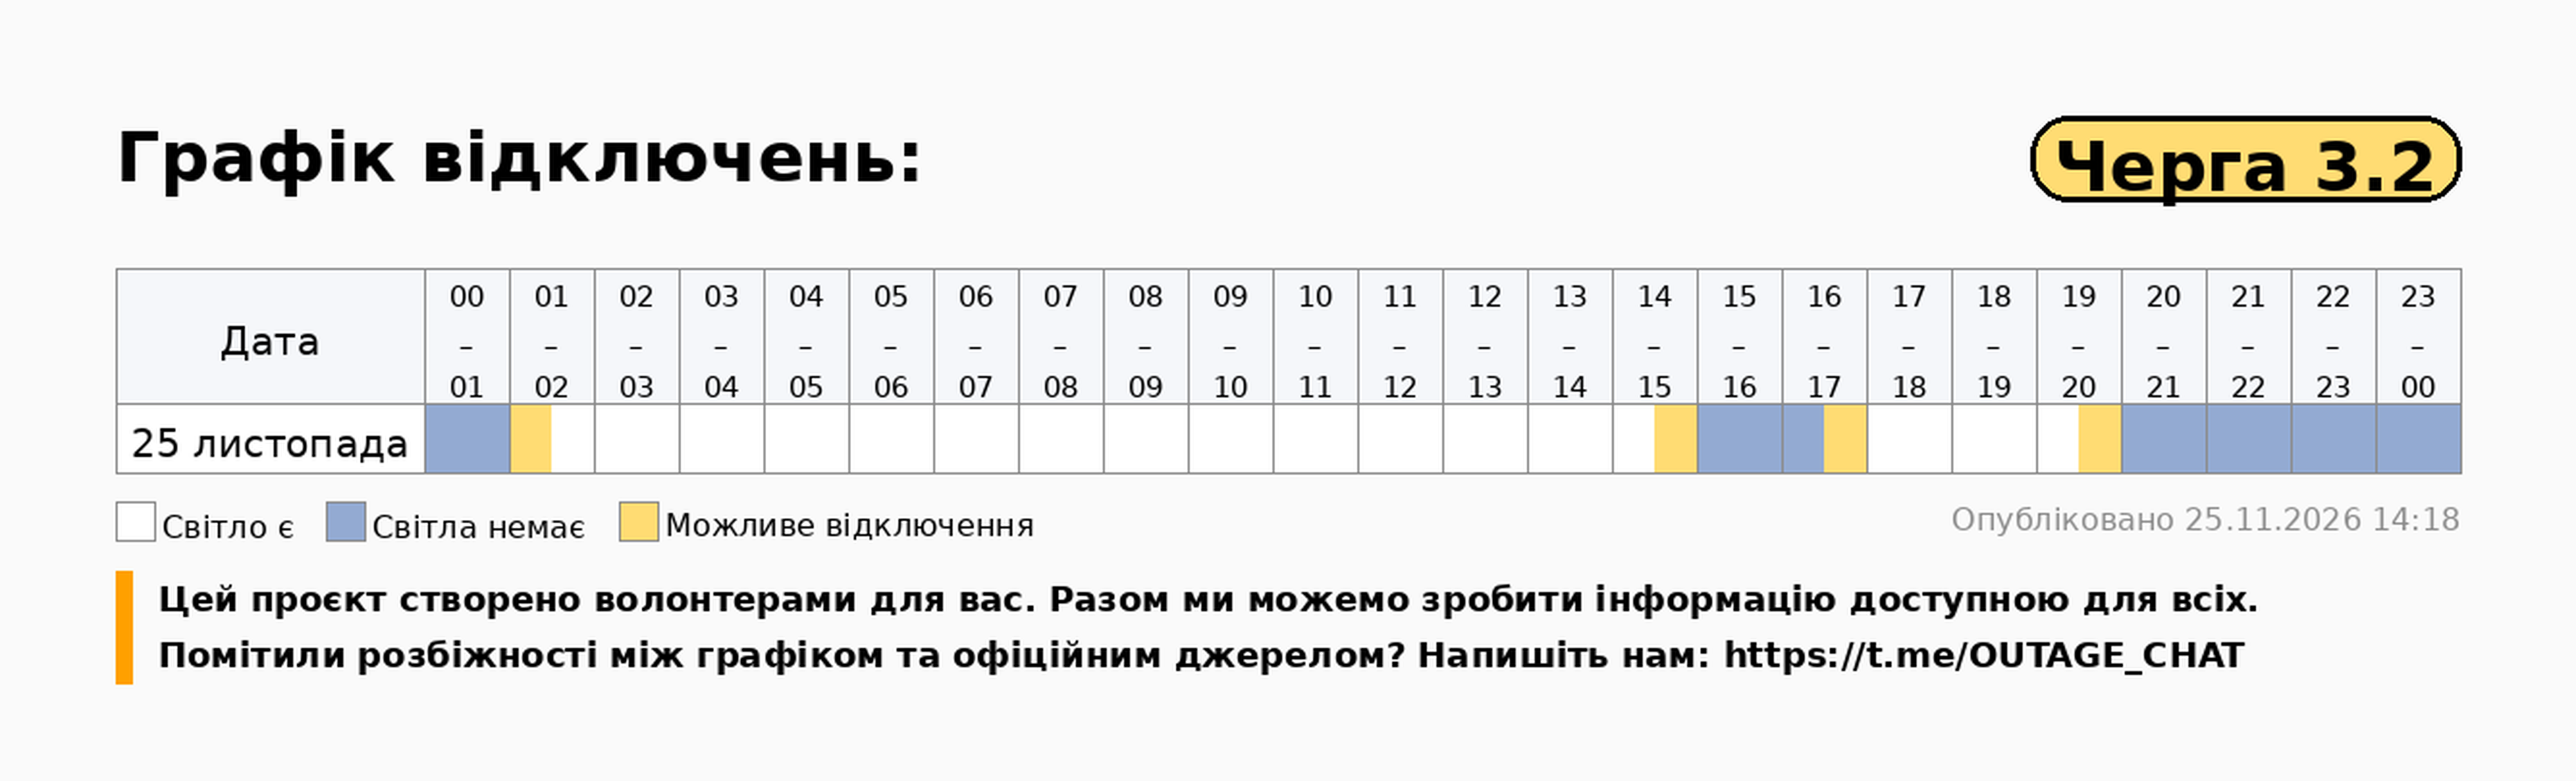 Графік відключень:
Черга 3.2
Дата
00 – 01
01 – 02
02 – 03
03 – 04
04 – 05
05 – 06
06 – 07
07 – 08
08 – 09
09 – 10
10 – 11
11 – 12
12 – 13
13 – 14
14 – 15
15 – 16
16 – 17
17 – 18
18 – 19
19 – 20
20 – 21
21 – 22
22 – 23
23 – 00
25 листопада
Світло є
Світла немає
Можливе відключення
Опубліковано 25.11.2026 14:18
Цей проєкт створено волонтерами для вас. Разом ми можемо зробити інформацію доступною для всіх.
Помітили розбіжності між графіком та офіційним джерелом? Напишіть нам: https://t.me/OUTAGE_CHAT